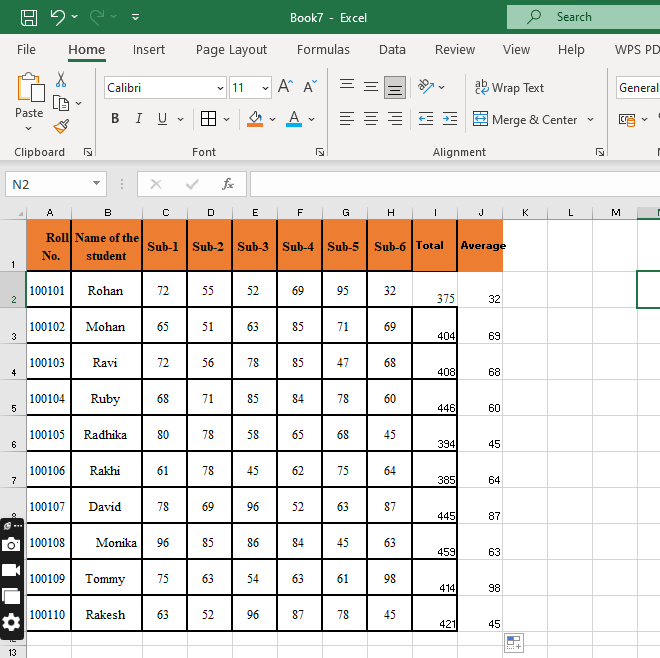 Book7 - Excel
Search
File Home Insert Page Layout Formulas Data Review View Help WPS PD
Paste
Calibri 11 A A
B I U A
ab Wrap Text
Merge & Center
General
Clipboard Font Alignment
N2 fx
A B C D E F G H I J K L M
1 Roll No. Name of the student Sub-1 Sub-2 Sub-3 Sub-4 Sub-5 Sub-6 Total Average
2 100101 Rohan 72 55 52 69 95 32 375 32
3 100102 Mohan 65 51 63 85 71 69 404 69
4 100103 Ravi 72 56 78 85 47 68 408 68
5 100104 Ruby 68 71 85 84 78 60 446 60
6 100105 Radhika 80 78 58 65 68 45 394 45
7 100106 Rakhi 61 78 45 62 75 64 385 64
100107 David 78 69 96 52 63 87 445 87
100108 Monika 96 85 86 84 45 63 459 63
100109 Tommy 75 63 54 63 61 98 414 98
100110 Rakesh 63 52 96 87 78 45 421 45
13